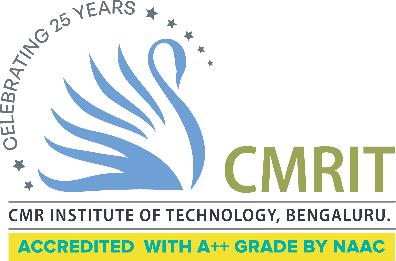 CELEBRATING 25 YEARS
CMRIT
CMR INSTITUTE OF TECHNOLOGY, BENGALURU.
ACCREDITED WITH A++ GRADE BY NAAC